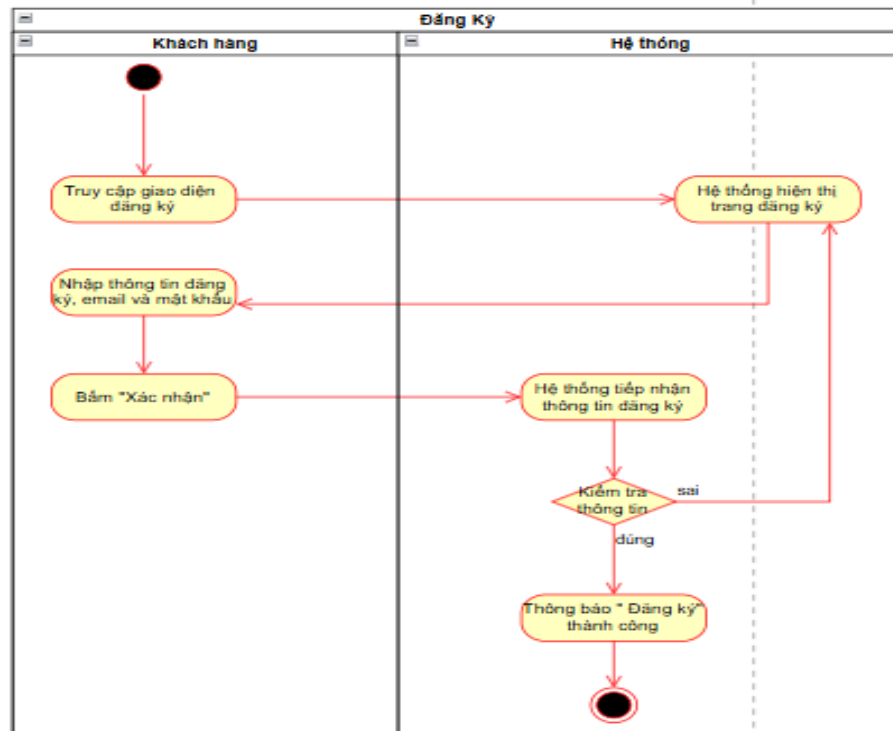 Đăng Ký
Khách hàng
Hệ thống
Truy cập giao diện
đăng ký
Hệ thống hiện thị
trang đăng ký
Nhập thông tin đăng
ký, email và mật khẩu
Bấm "Xác nhận"
Hệ thống tiếp nhận
thông tin đăng ký
Kiểm tra
thông tin
sai
đúng
Thông báo " Đăng ký"
thành công